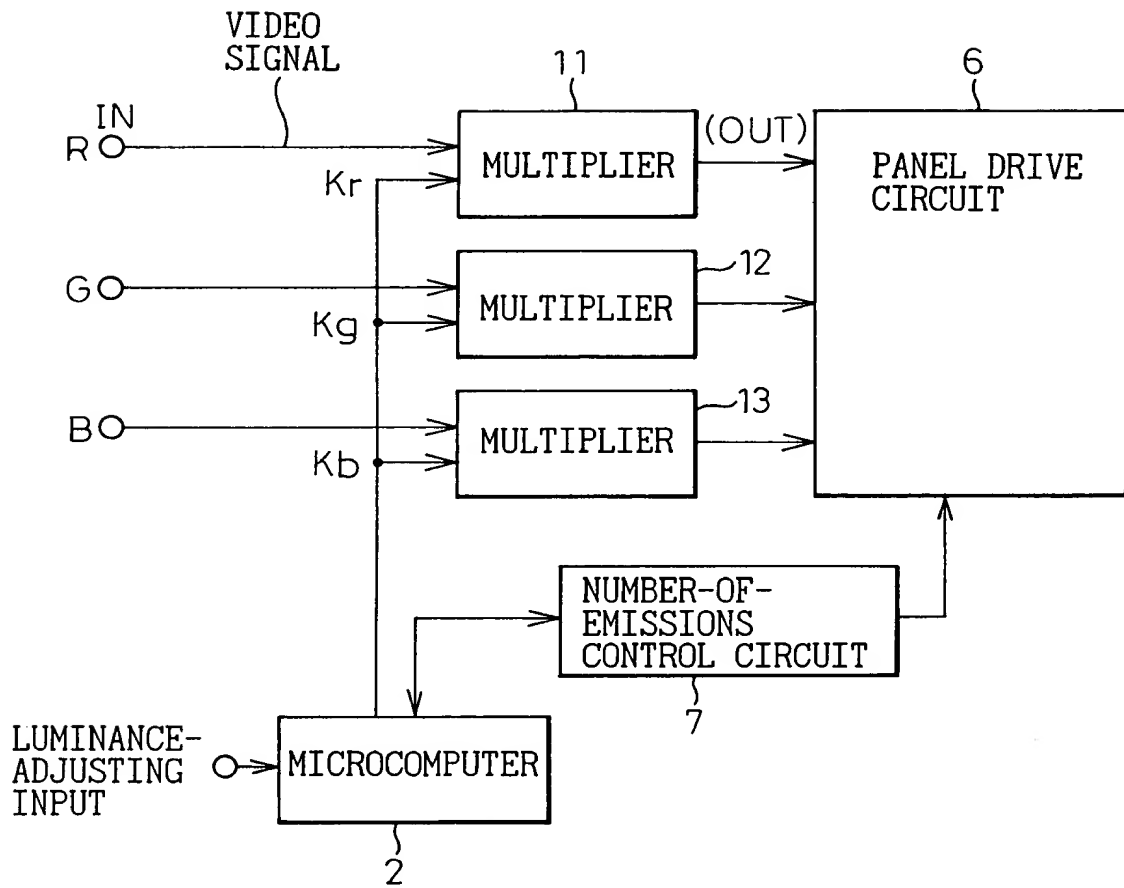 VIDEO
SIGNAL
11
6
IN
R
(OUT)
MULTIPLIER
PANEL DRIVE
CIRCUIT
Kr
12
G
MULTIPLIER
Kg
13
B
MULTIPLIER
Kb
NUMBER-OF-
EMISSIONS
CONTROL CIRCUIT
7
LUMINANCE-
ADJUSTING
INPUT
MICROCOMPUTER
2